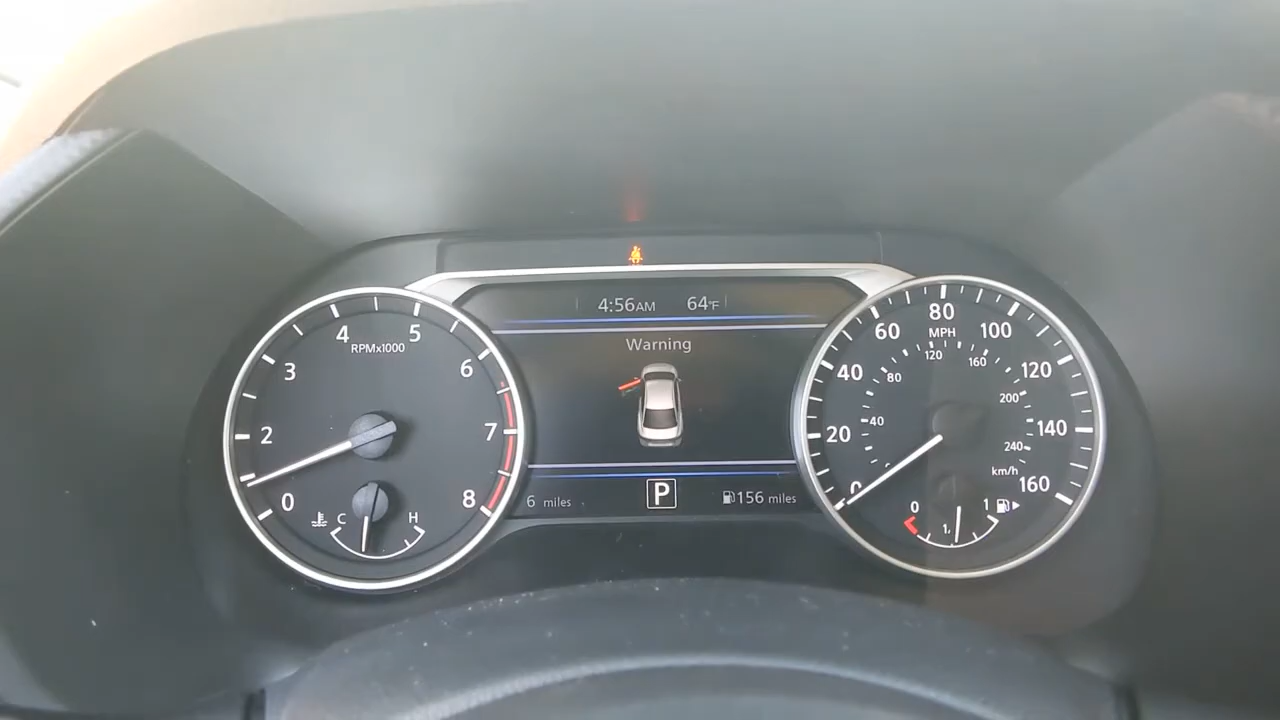 4:56AM 64°F
Warning
6 miles P 156 miles
0 2 3 4 5 6 7 8
RPMx1000
C H
0 20 40 60 80 100 120 140 160
MPH
40 80 120 160 200 240
km/h
0 1